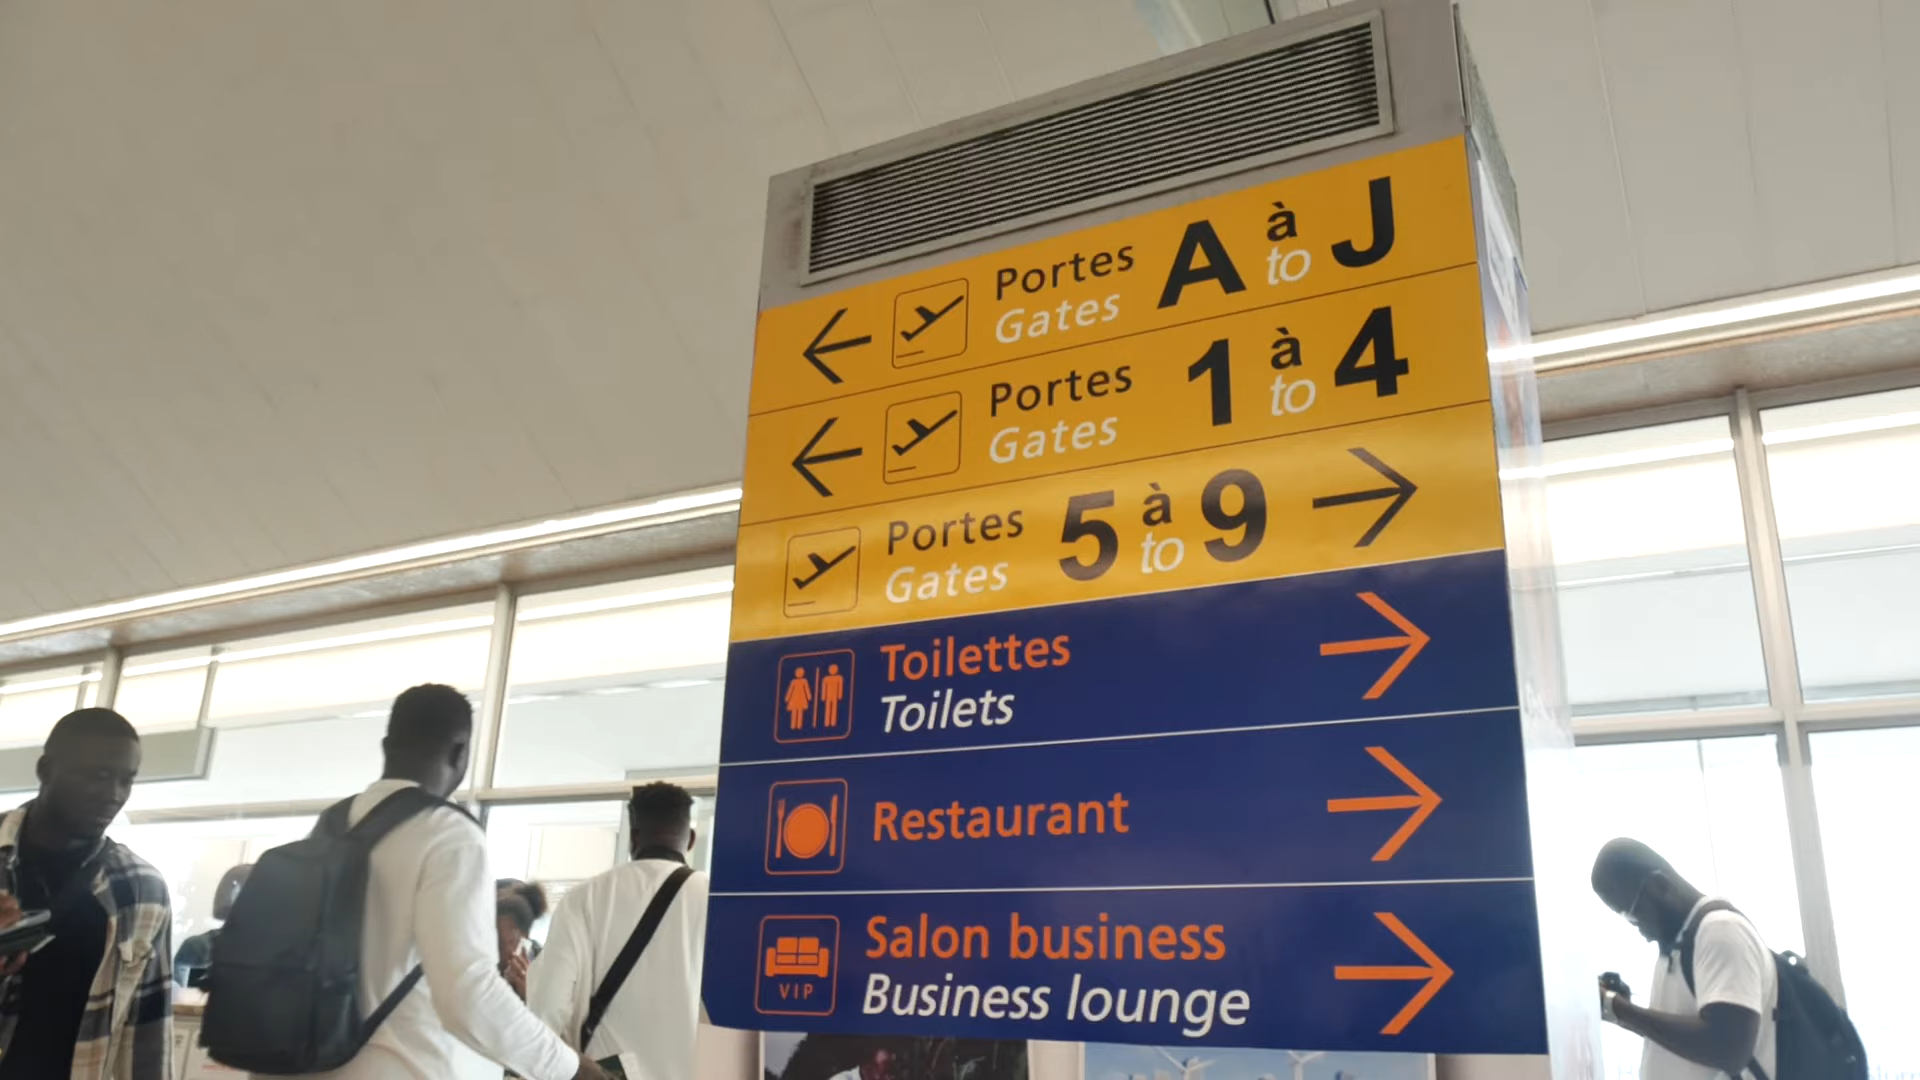 Portes A à J
Gates to
Portes 1 à 4
Gates to
Portes 5 à 9
Gates to
Toilettes
Toilets
Restaurant
VIP
Salon business
Business lounge